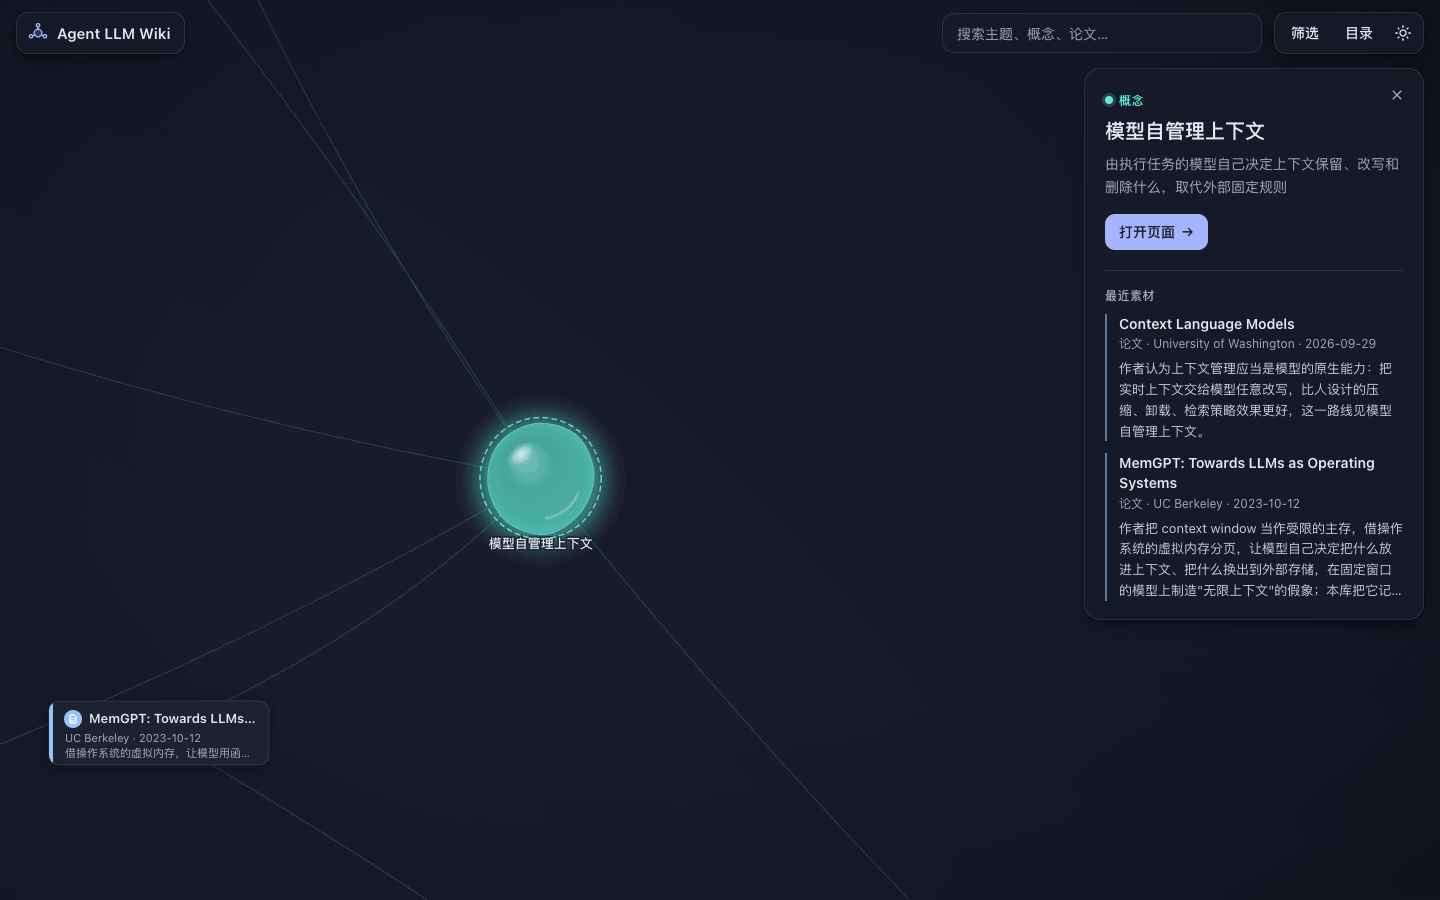 Agent LLM Wiki
搜索主题、概念、论文...
筛选
目录
概念
模型自管理上下文
由执行任务的模型自己决定上下文保留、改写和
删除什么，取代外部固定规则
打开页面 →
最近素材
Context Language Models
论文 · University of Washington · 2026-09-29
作者认为上下文管理应当是模型的原生能力：把
实时上下文交给模型任意改写，比人设计的压
缩、卸载、检索策略效果更好，这一路线见模型
自管理上下文。
MemGPT: Towards LLMs as Operating
Systems
论文 · UC Berkeley · 2023-10-12
作者把 context window 当作受限的主存，借操作
系统的虚拟内存分页，让模型自己决定把什么放
进上下文、把什么换出到外部存储，在固定窗口
的模型上制造"无限上下文"的假象；本库把它记...
模型自管理上下文
MemGPT: Towards LLMs...
UC Berkeley · 2023-10-12
借操作系统的虚拟内存，让模型用函...